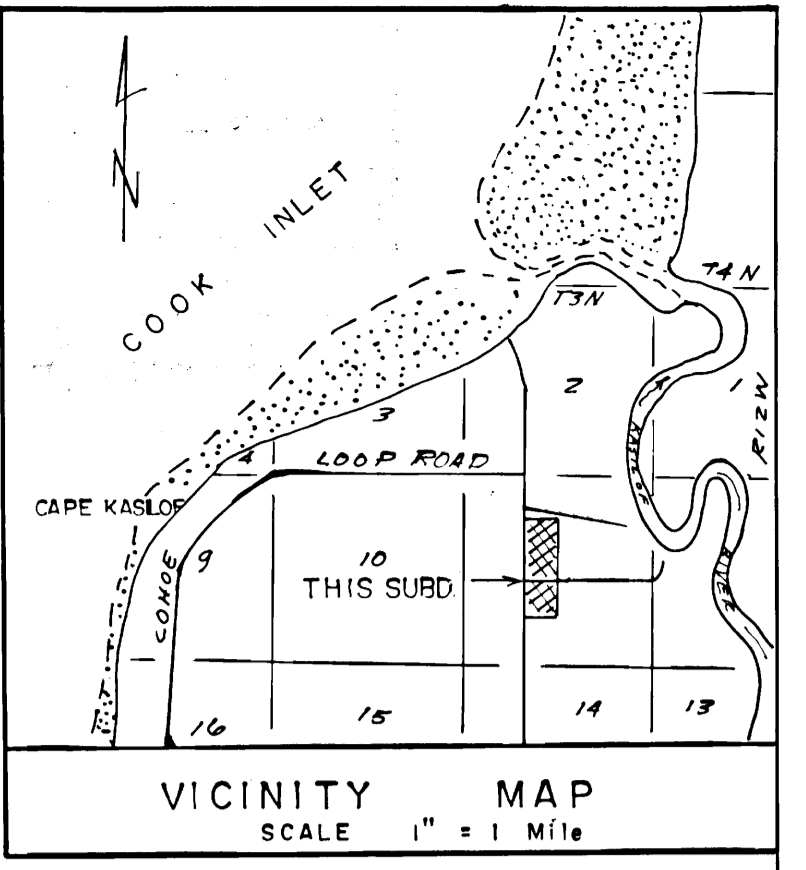 N
COOK INLET
T4N
T3N
2
1
R12W
3
4
LOOP ROAD
KASILOF
CAPE KASILOF
COHOE
9
10
THIS SUBD.
RIVER
16
15
14
13
VICINITY MAP
SCALE 1" = 1 Mile